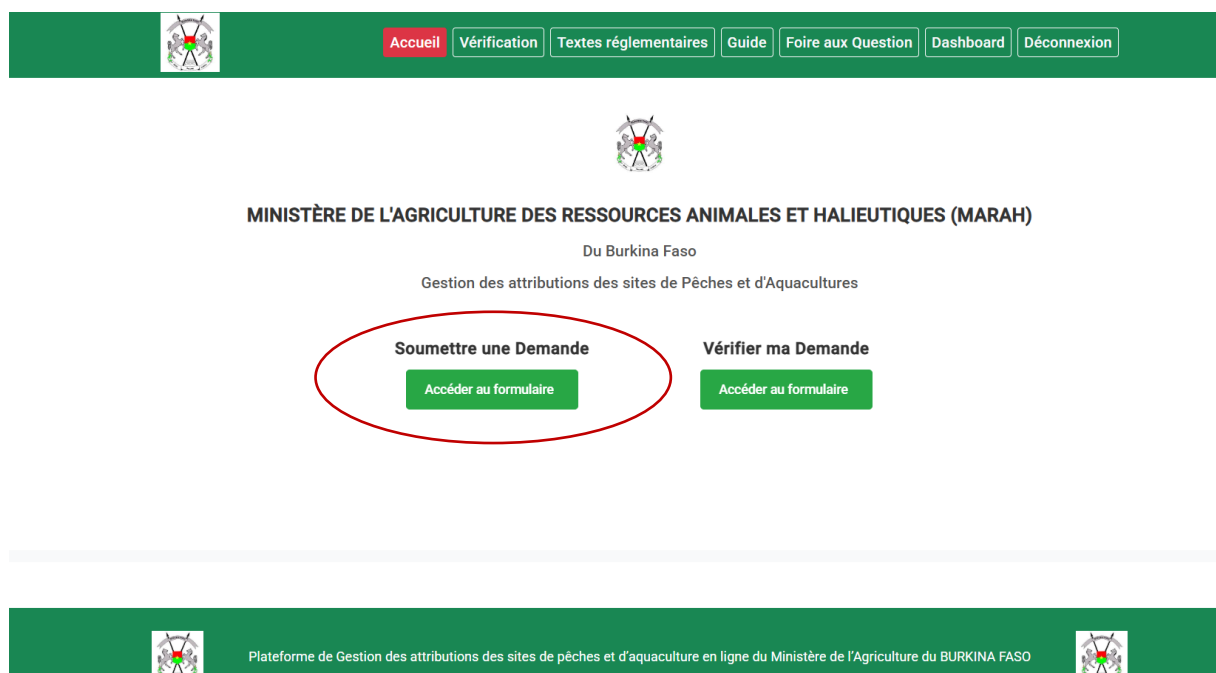 Accueil Vérification Textes réglementaires Guide Foire aux Question Dashboard Déconnexion
MINISTÈRE DE L'AGRICULTURE DES RESSOURCES ANIMALES ET HALIEUTIQUES (MARAH)
Du Burkina Faso
Gestion des attributions des sites de Pêches et d'Aquacultures
Soumettre une Demande
Accéder au formulaire
Vérifier ma Demande
Accéder au formulaire
Plateforme de Gestion des attributions des sites de pêches et d'aquaculture en ligne du Ministère de l'Agriculture du BURKINA FASO